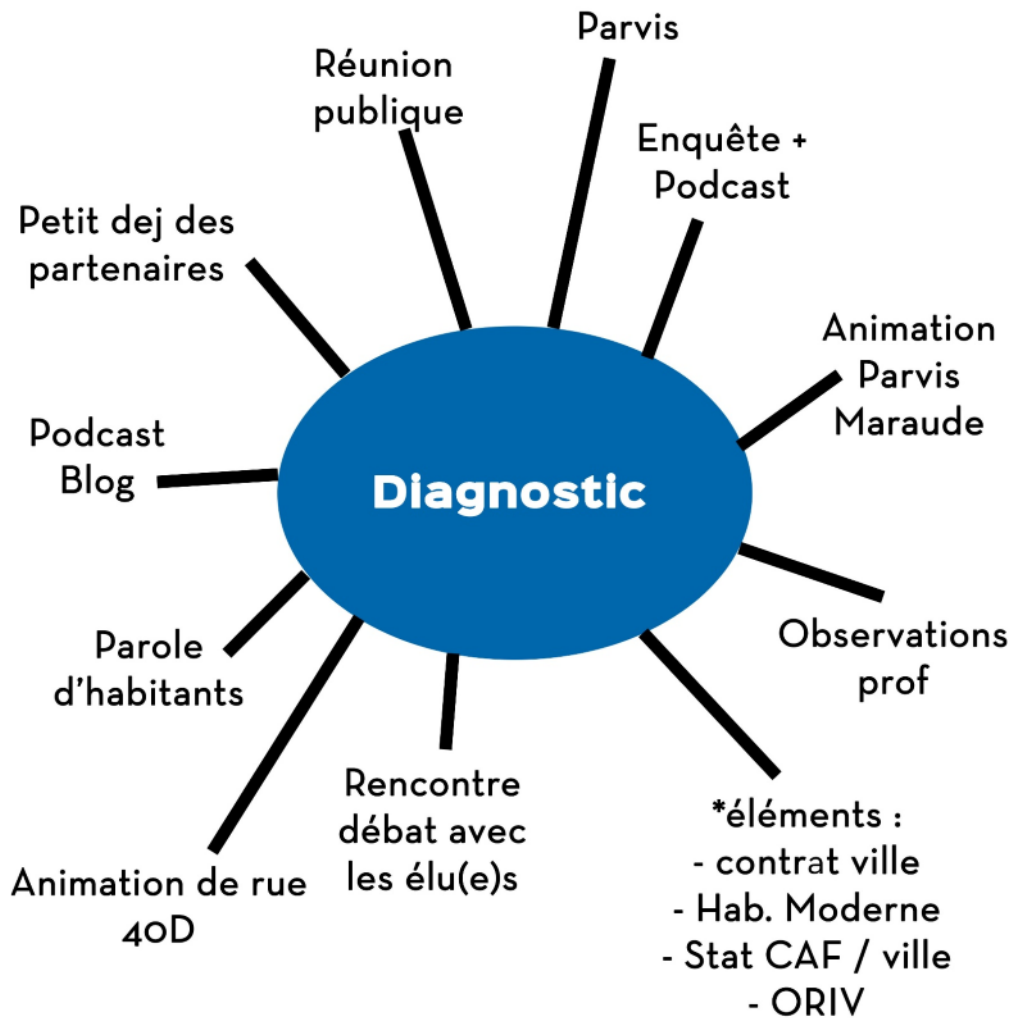 Parvis
Réunion
publique
Enquête +
Podcast
Petit dej des
partenaires
Animation
Parvis
Maraude
Podcast
Blog
Diagnostic
Observations
prof
Parole
d'habitants
Rencontre
débat avec
les élu(e)s
*éléments :
- contrat ville
- Hab. Moderne
- Stat CAF / ville
- ORIV
Animation de rue
40D